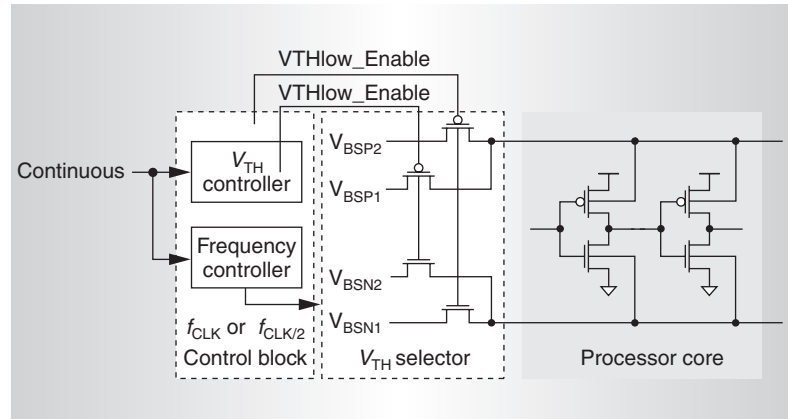 VTHlow_Enable
VTHlow_Enable
Continuous
VTH
controller
Frequency
controller
fCLK or fCLK/2
Control block
VBSP2
VBSP1
VBSN2
VBSN1
VTH selector
Processor core